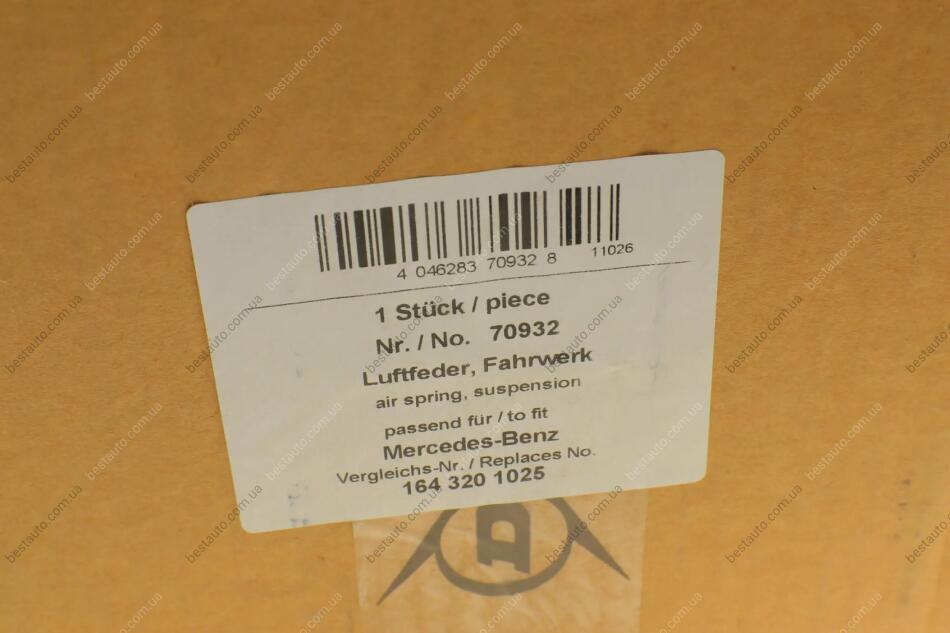 4 046283 70932 8 11026
1 Stück / piece
Nr. / No. 70932
Luftfeder, Fahrwerk
air spring, suspension
passend für / to fit
Mercedes-Benz
Vergleichs-Nr. / Replaces No.
164 320 1025
bestauto.com.ua